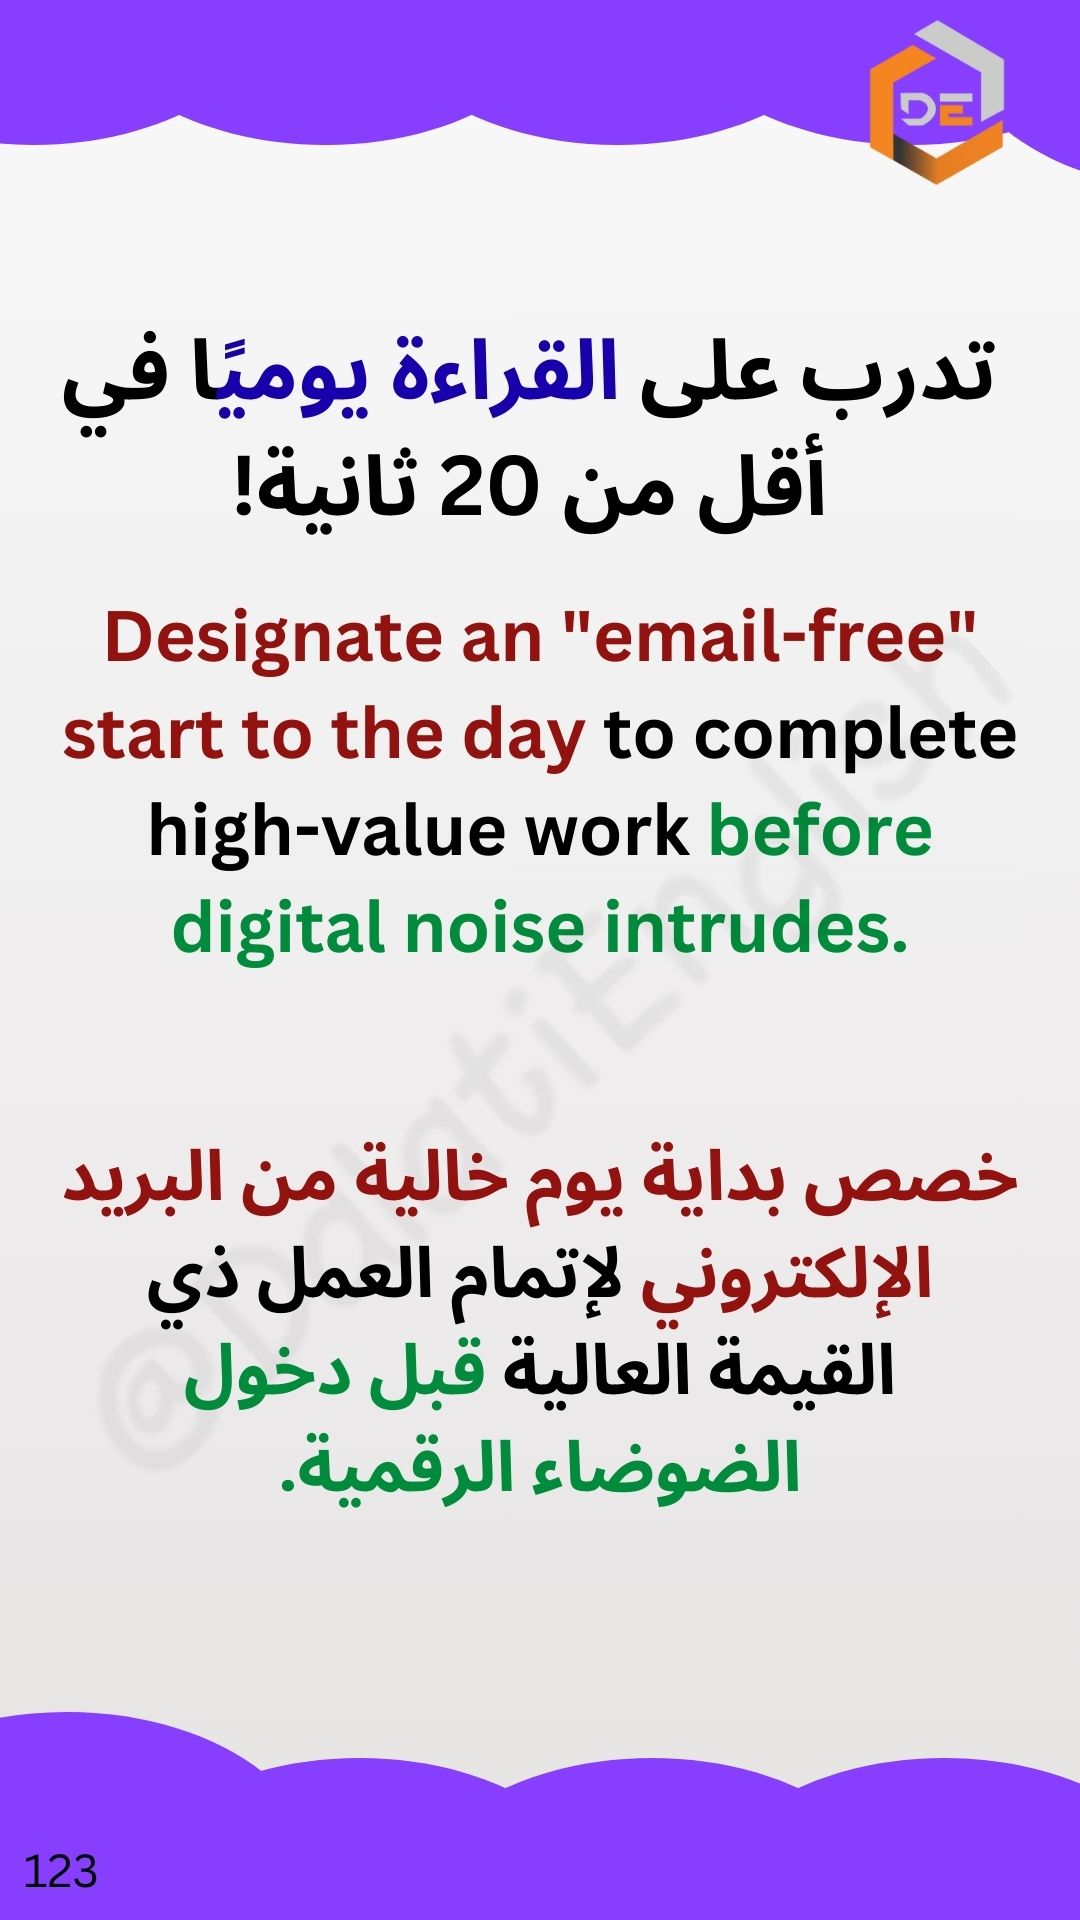 DE
تدرب على القراءة يوميًا في
أقل من 20 ثانية!
Designate an "email-free"
start to the day to complete
high-value work before
digital noise intrudes.
خصص بداية يوم خالية من البريد
الإلكتروني لإتمام العمل ذي
القيمة العالية قبل دخول
الضوضاء الرقمية.
@DalatiEnglish
123